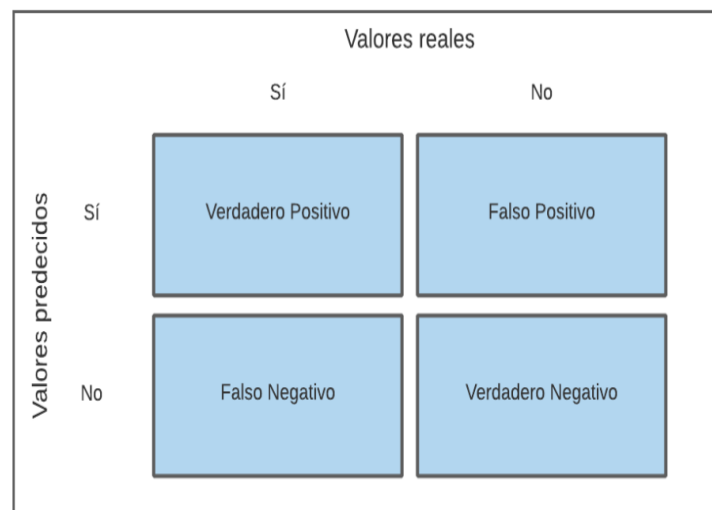 Valores reales
Sí
No
Valores predecidos
Sí
Verdadero Positivo
Falso Positivo
No
Falso Negativo
Verdadero Negativo